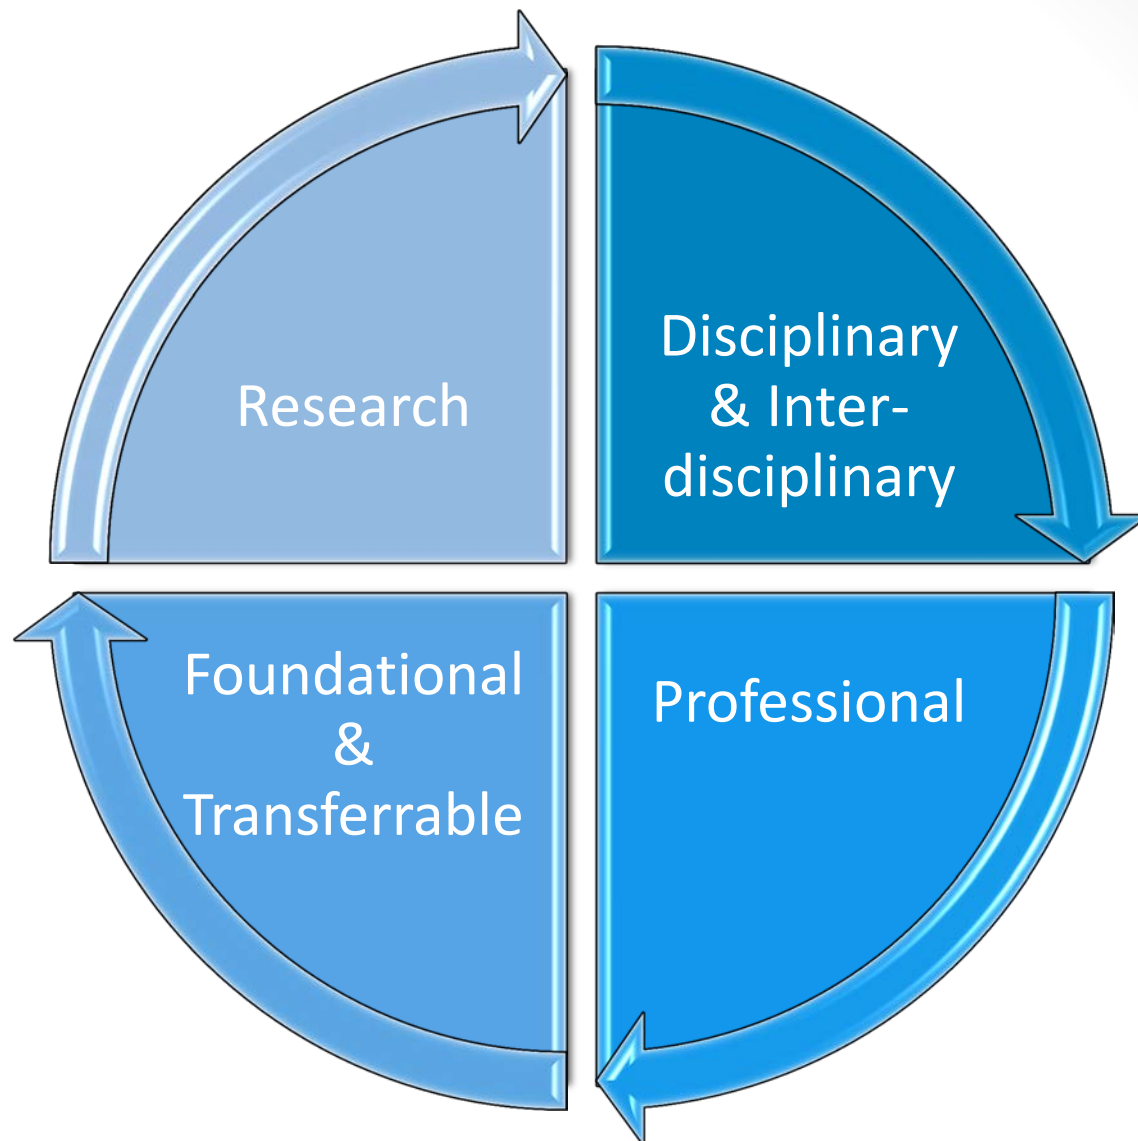 Research
Disciplinary
& Inter-
disciplinary
Foundational
&
Transferrable
Professional